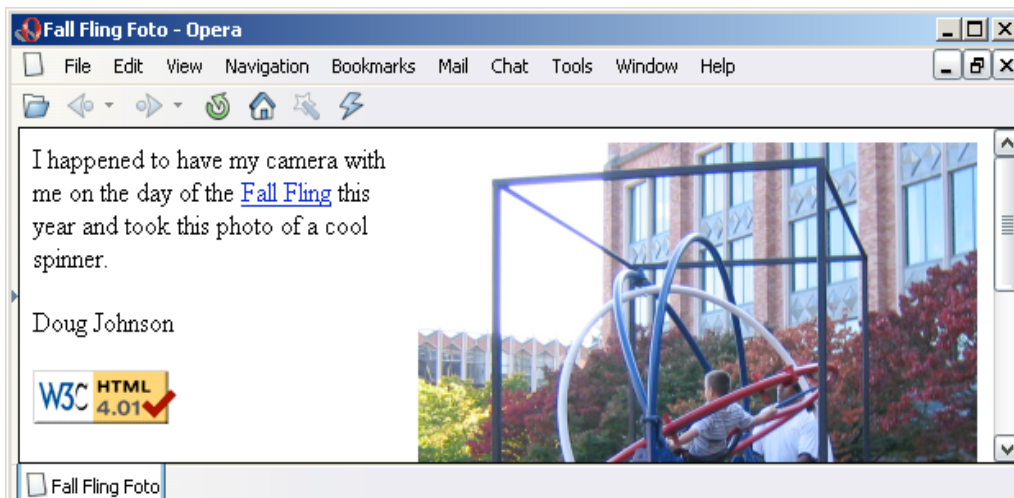 Fall Fling Foto - Opera
File Edit View Navigation Bookmarks Mail Chat Tools Window Help
I happened to have my camera with
me on the day of the Fall Fling this
year and took this photo of a cool
spinner.
Doug Johnson
W3C HTML
4.01
Fall Fling Foto